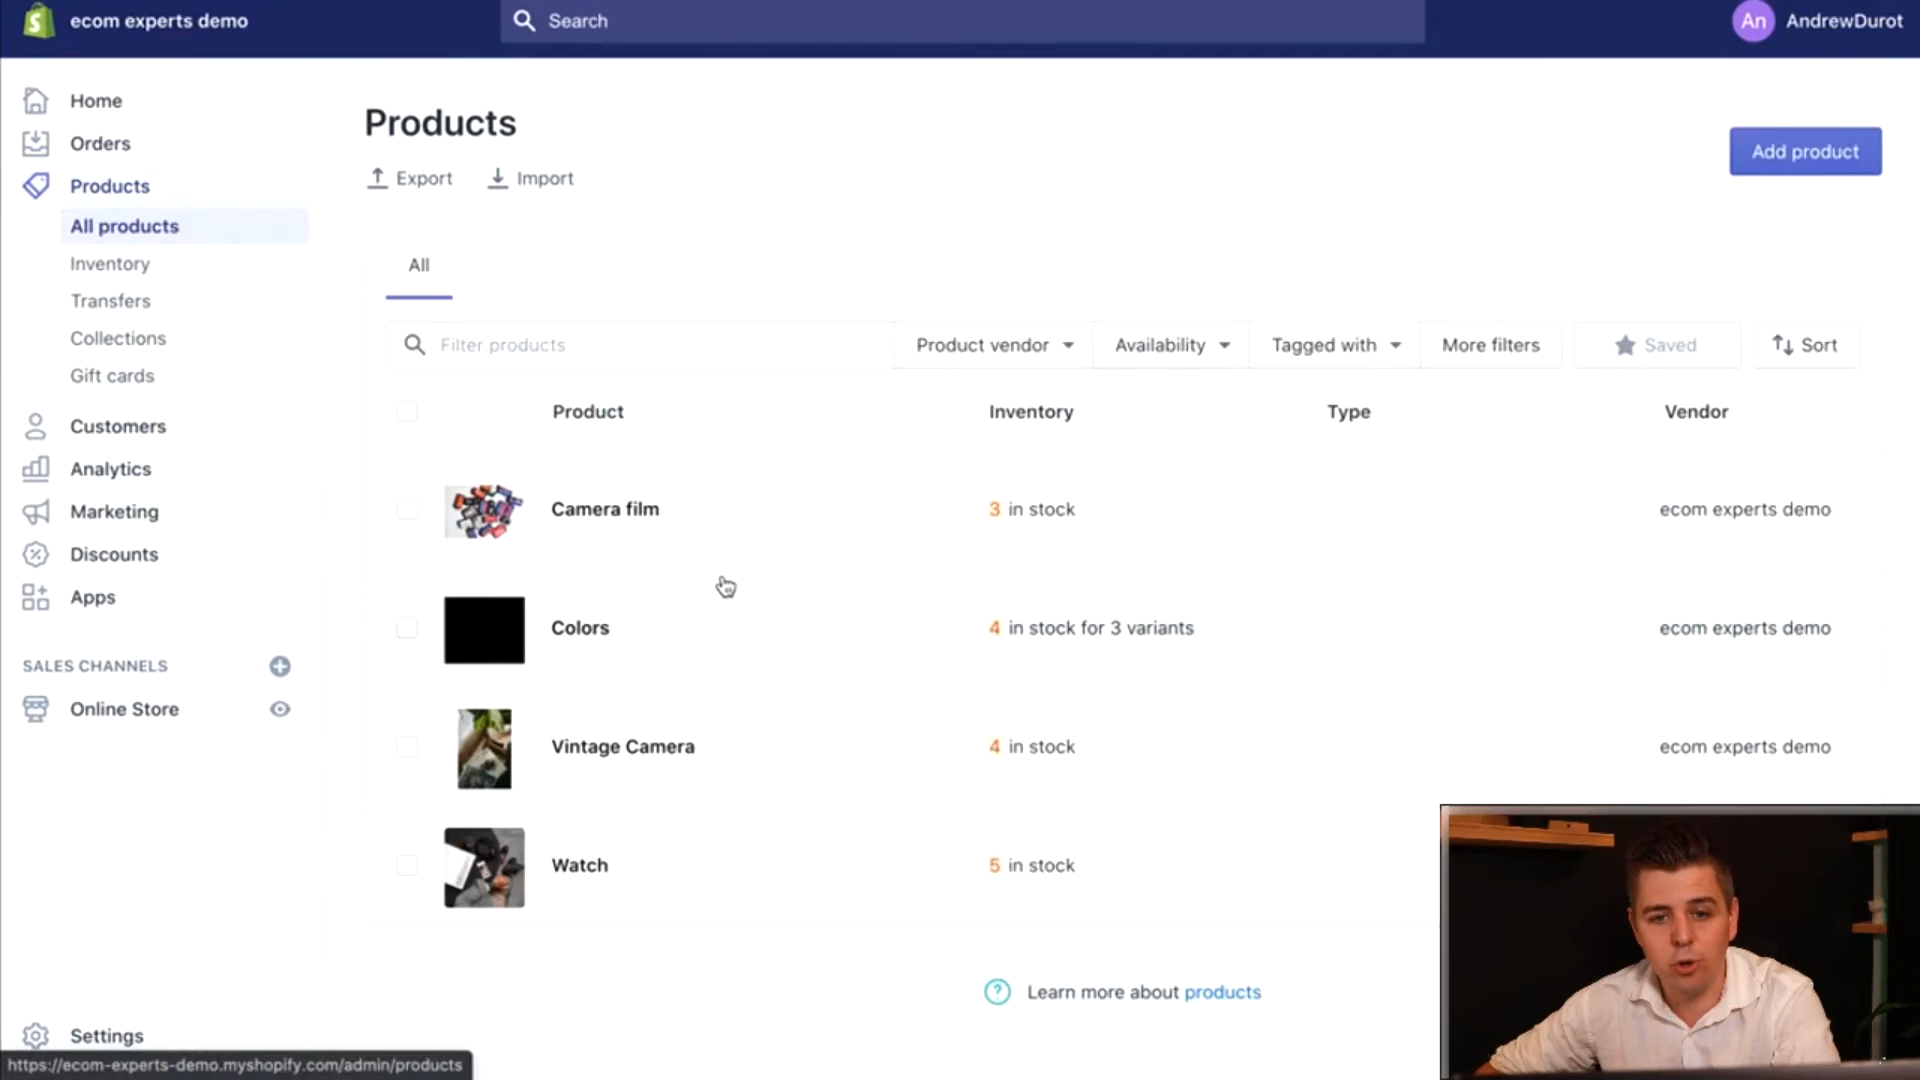 ecom experts demo
Search
An
AndrewDurot
Home
Orders
Products
All products
Inventory
Transfers
Collections
Gift cards
Customers
Analytics
Marketing
Discounts
Apps
SALES CHANNELS
Online Store
Settings
https://ecom-experts-demo.myshopify.com/admin/products
Products
Export Import
Add product
All
Filter products Product vendor Availability Tagged with More filters Saved Sort
Product Inventory Type Vendor
Camera film 3 in stock ecom experts demo
Colors 4 in stock for 3 variants ecom experts demo
Vintage Camera 4 in stock ecom experts demo
Watch 5 in stock
? Learn more about products